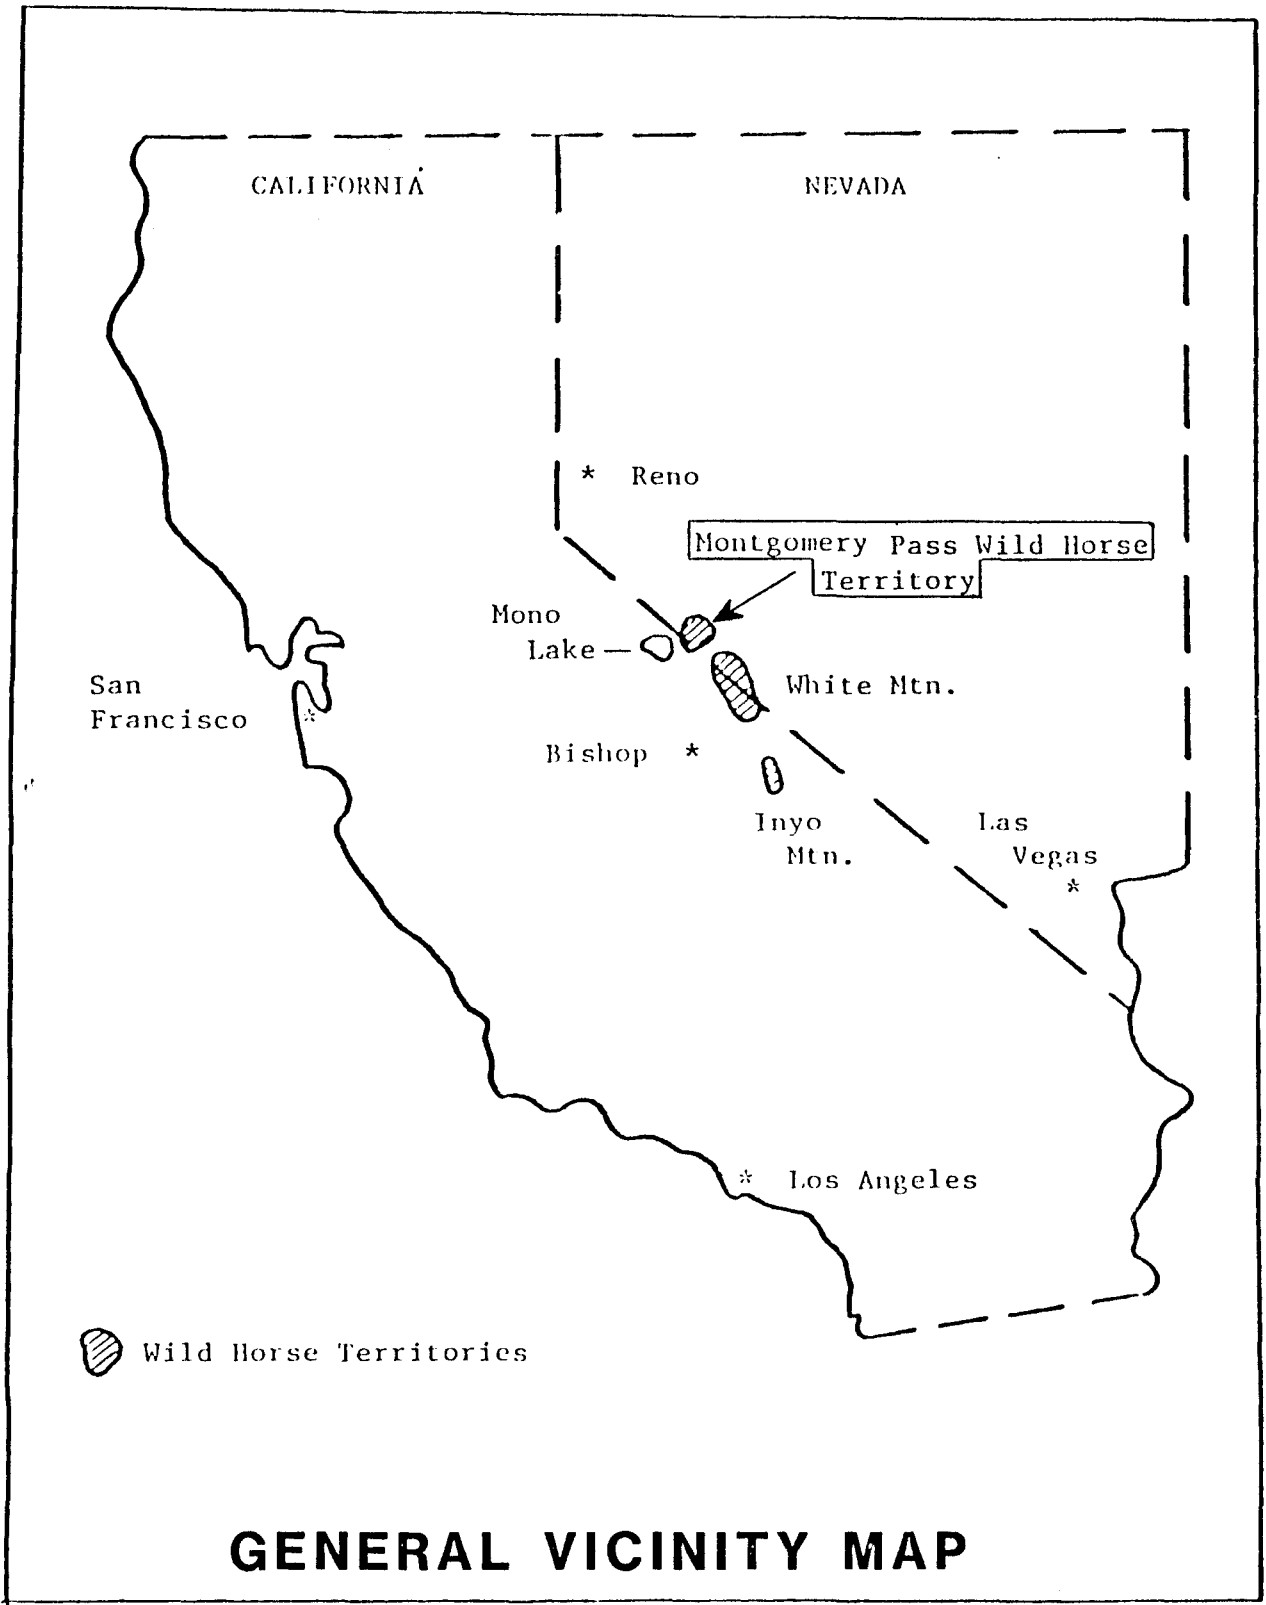 CALIFORNIA
NEVADA
* Reno
Montgomery Pass Wild Horse
Territory
Mono
Lake
White Mtn.
San
Francisco
*
Bishop *
Inyo
Mtn.
Las
Vegas
*
* Los Angeles
Wild Horse Territories
GENERAL VICINITY MAP